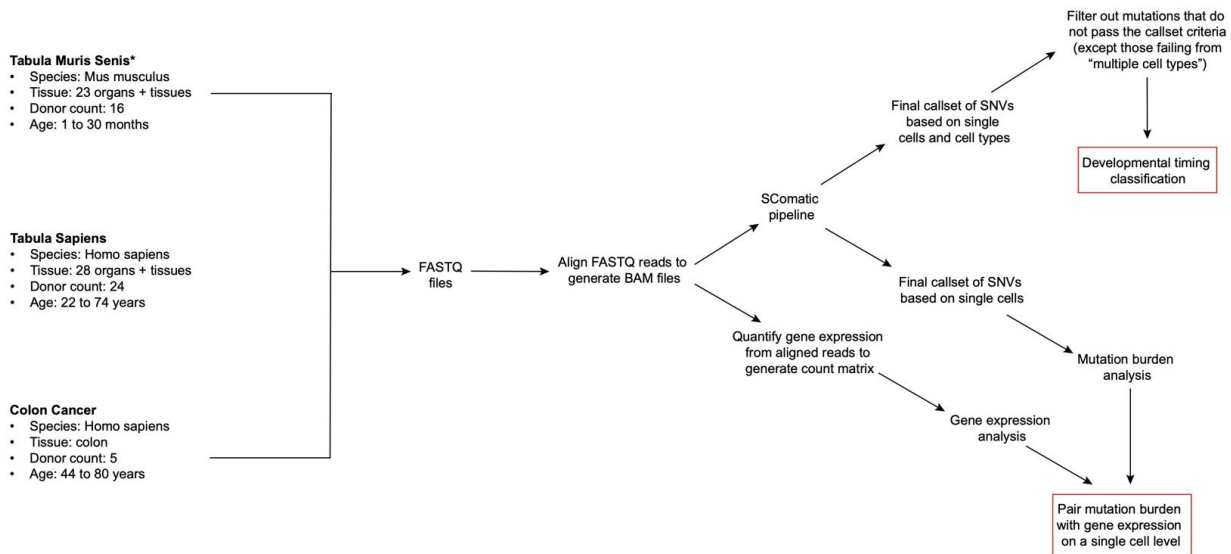 Tabula Muris Senis*
• Species: Mus musculus
• Tissue: 23 organs + tissues
• Donor count: 16
• Age: 1 to 30 months
Tabula Sapiens
• Species: Homo sapiens
• Tissue: 28 organs + tissues
• Donor count: 24
• Age: 22 to 74 years
Colon Cancer
• Species: Homo sapiens
• Tissue: colon
• Donor count: 5
• Age: 44 to 80 years
FASTQ
files
Align FASTQ reads to
generate BAM files
SComatic
pipeline
Final callset of SNVs
based on single
cells and cell types
Filter out mutations that do
not pass the callset criteria
(except those failing from
“multiple cell types”)
Developmental timing
classification
Final callset of SNVs
based on single cells
Mutation burden
analysis
Quantify gene expression
from aligned reads to
generate count matrix
Gene expression
analysis
Pair mutation burden
with gene expression
on a single cell level